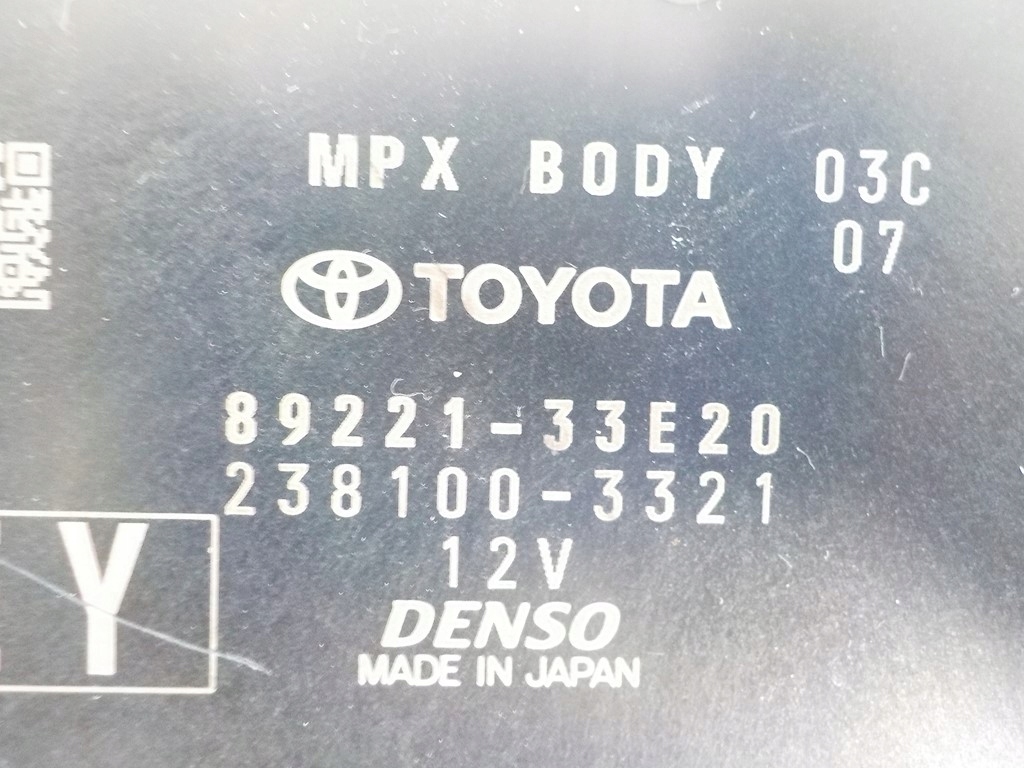 MPX BODY 03C
07
TOYOTA
89221-33E20
238100-3321
12V
Y
DENSO
MADE IN JAPAN